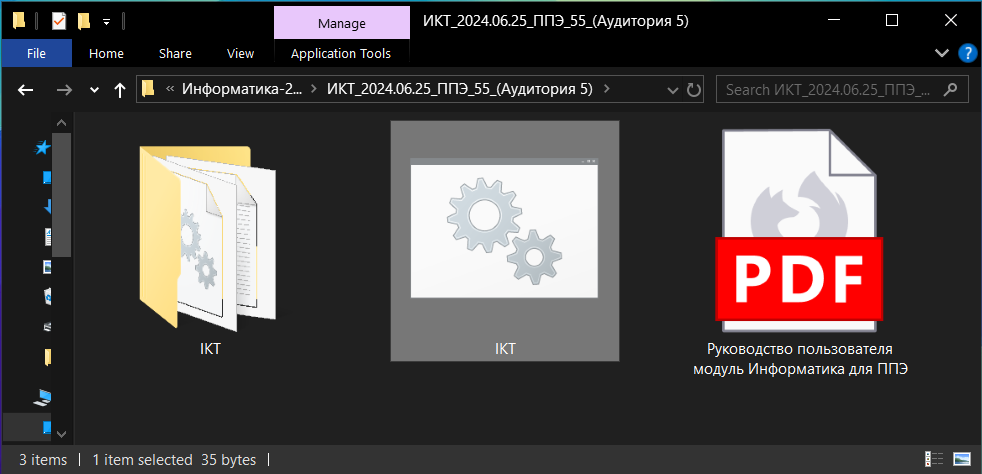 Manage
ИКТ_2024.06.25_ППЭ_55_(Аудитория 5)
File
Home
Share
View
Application Tools
?
« Информатика-2... > ИКТ_2024.06.25_ППЭ_55_(Аудитория 5) >
Search ИКТ_2024.06.25_ППЭ_...
IKT
IKT
PDF
Руководство пользователя
модуль Информатика для ППЭ
3 items
1 item selected 35 bytes